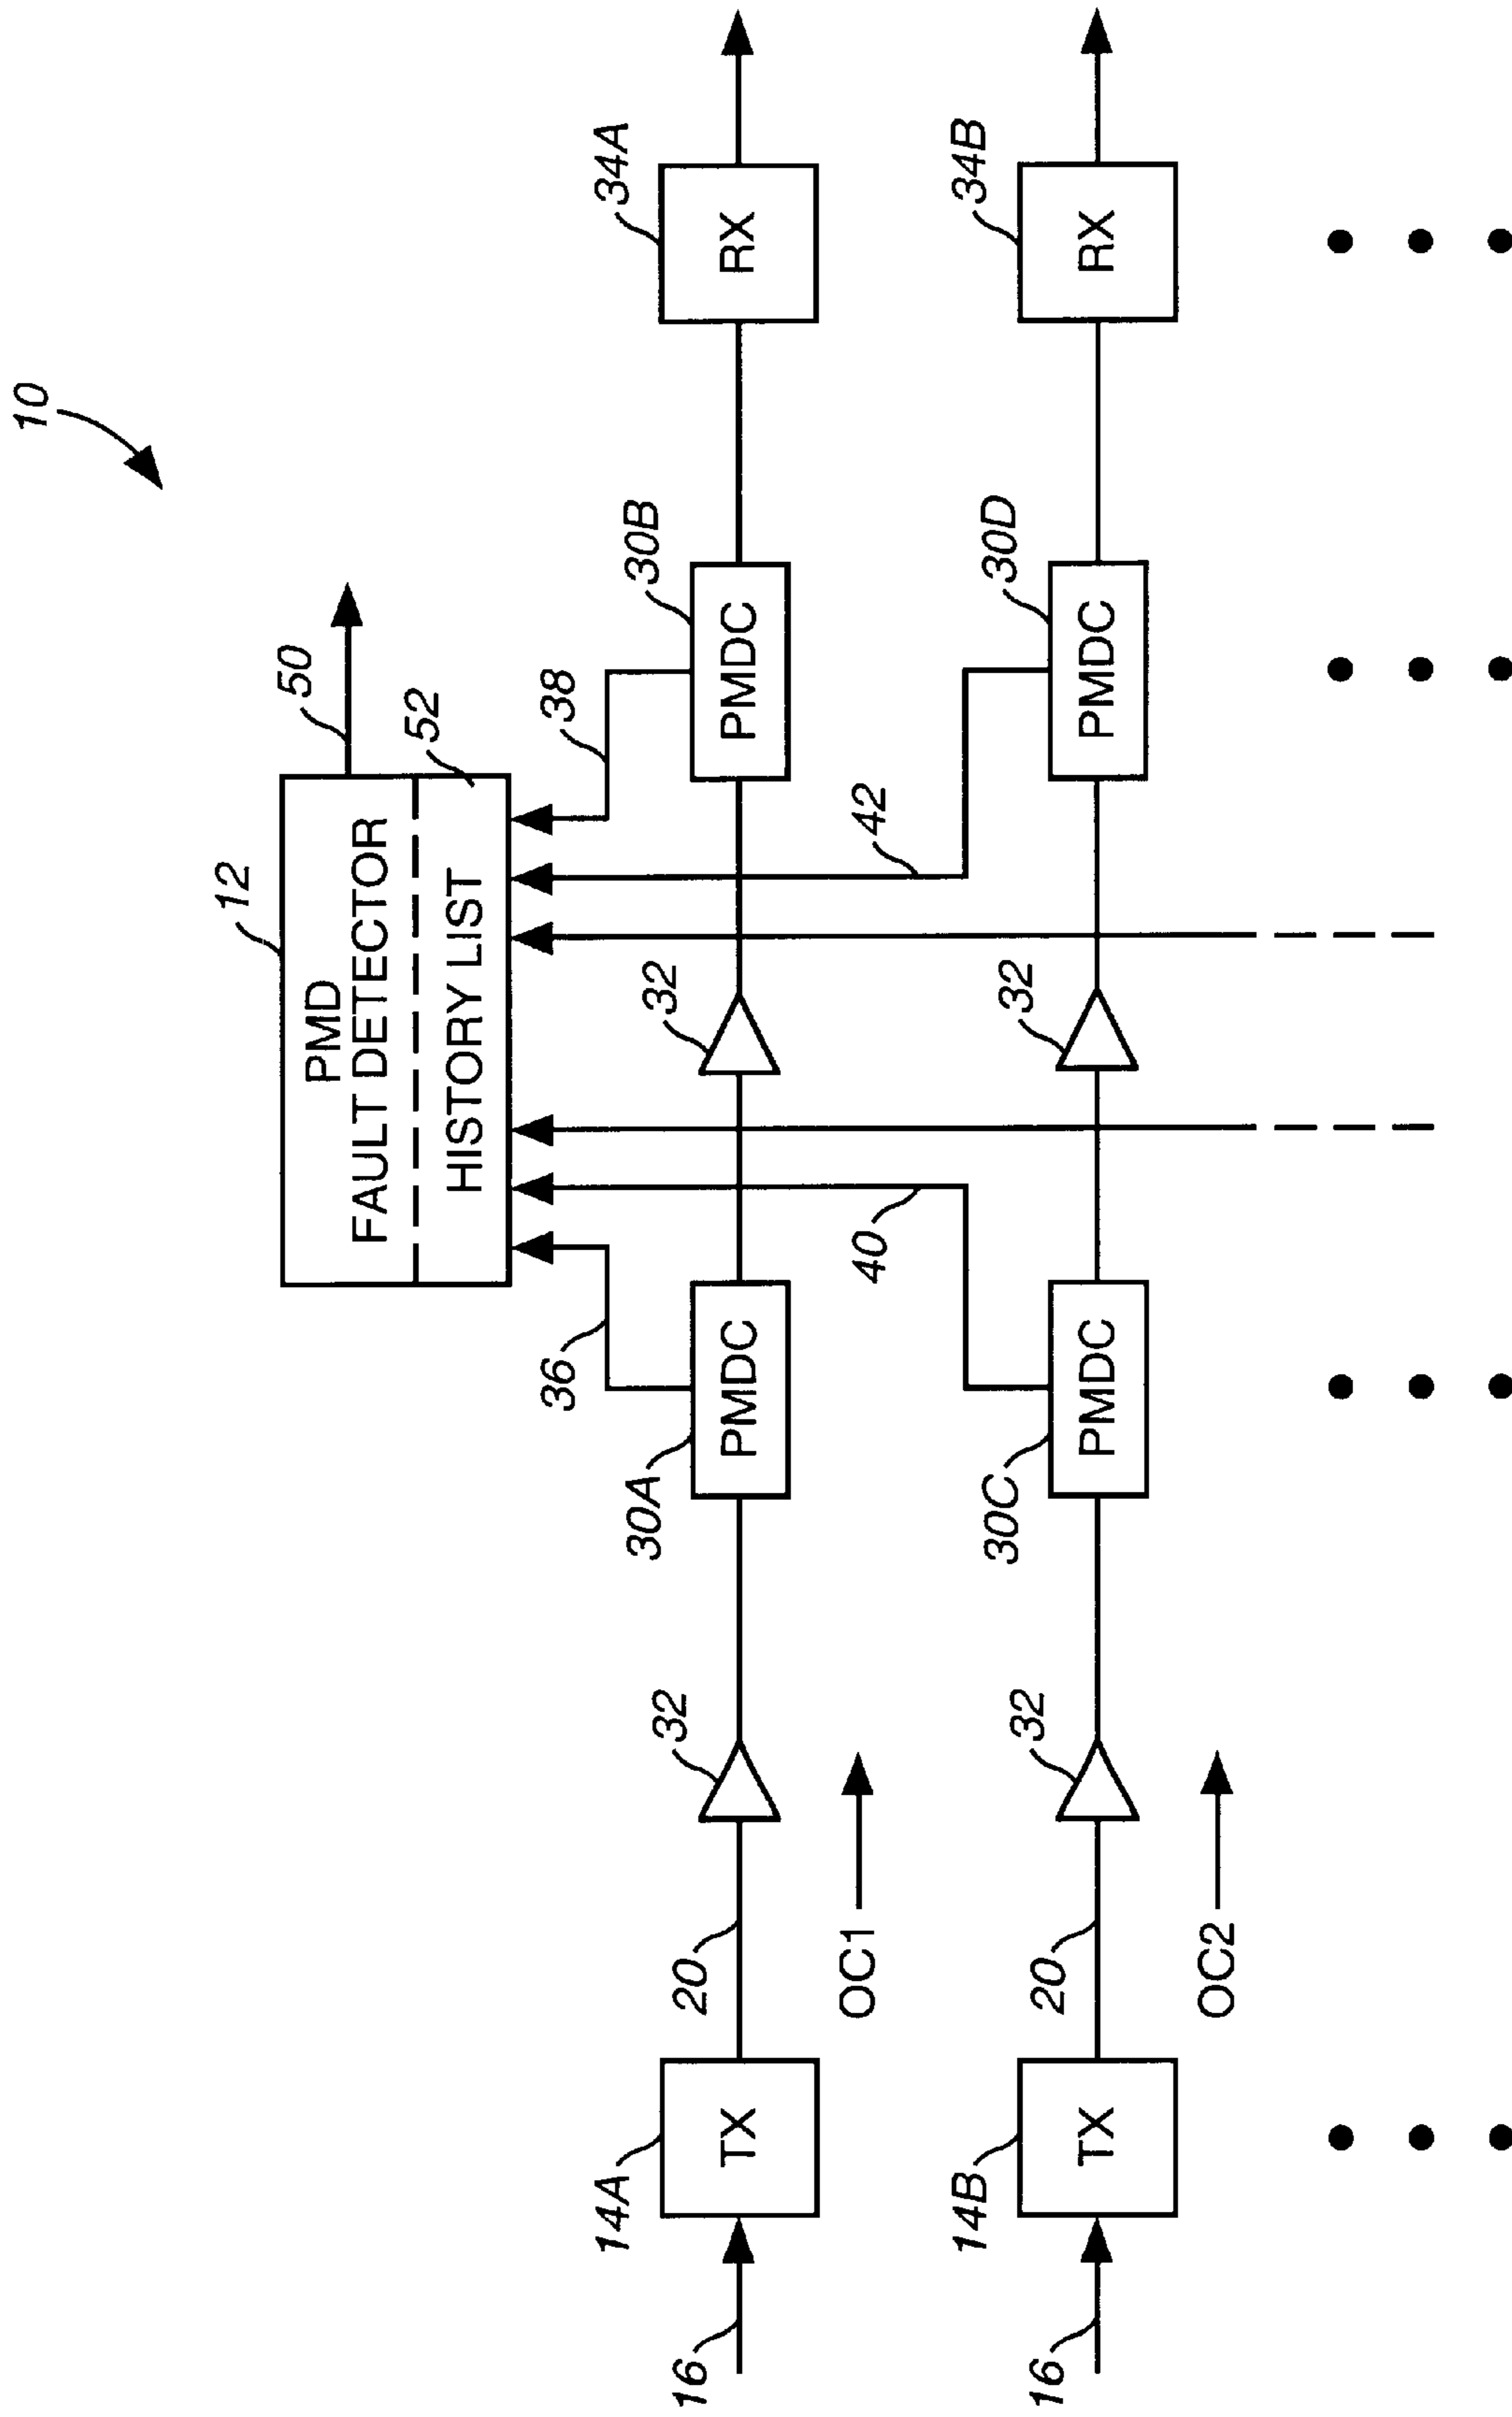 10
12
50
PMD
FAULT DETECTOR
52
HISTORY LIST
36
38
14A
30A
30B
34A
32
32
16
TX
20
PMDC
PMDC
RX
OC1
40
42
14B
30C
30D
34B
32
32
16
TX
20
PMDC
PMDC
RX
OC2